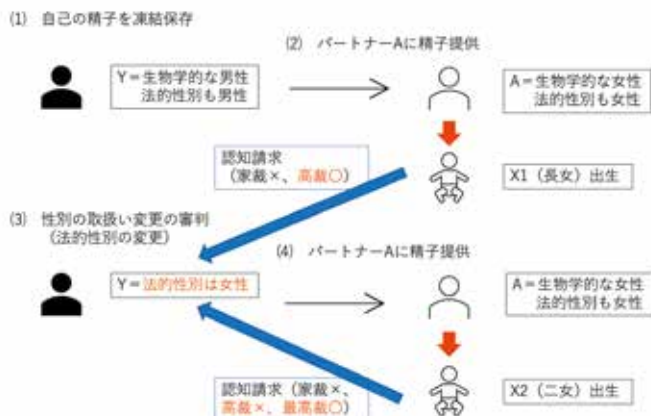 (1) 自己の精子を凍結保存
(2) パートナーAに精子提供
Y＝生物学的な男性
法的性別も男性
A＝生物学的な女性
法的性別も女性
認知請求
（家裁×、高裁〇）
X1（長女）出生
(3) 性別の取扱い変更の審判
（法的性別の変更）
(4) パートナーAに精子提供
Y＝法的性別は女性
A＝生物学的な女性
法的性別も女性
認知請求（家裁×、
高裁×、最高裁〇）
X2（二女）出生